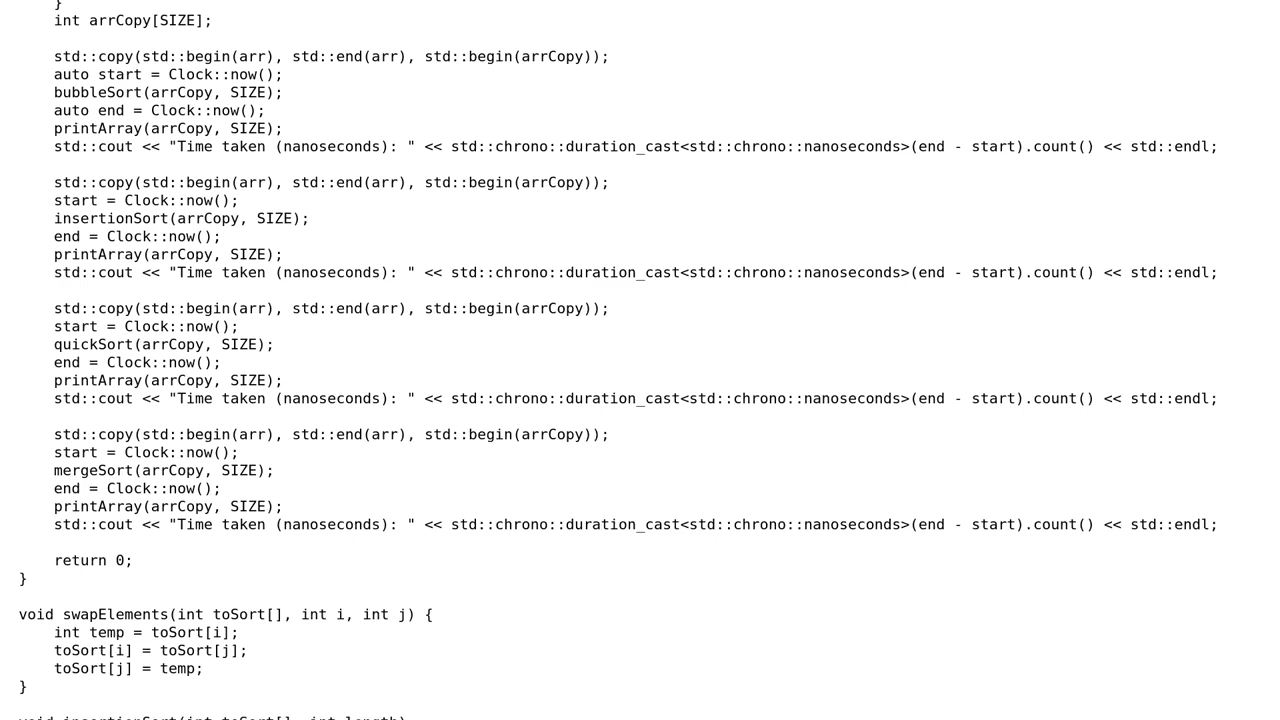 }
int arrCopy[SIZE];
std::copy(std::begin(arr), std::end(arr), std::begin(arrCopy));
auto start = Clock::now();
bubbleSort(arrCopy, SIZE);
auto end = Clock::now();
printArray(arrCopy, SIZE);
std::cout << "Time taken (nanoseconds): " << std::chrono::duration_cast<std::chrono::nanoseconds>(end - start).count() << std::endl;
std::copy(std::begin(arr), std::end(arr), std::begin(arrCopy));
start = Clock::now();
insertionSort(arrCopy, SIZE);
end = Clock::now();
printArray(arrCopy, SIZE);
std::cout << "Time taken (nanoseconds): " << std::chrono::duration_cast<std::chrono::nanoseconds>(end - start).count() << std::endl;
std::copy(std::begin(arr), std::end(arr), std::begin(arrCopy));
start = Clock::now();
quickSort(arrCopy, SIZE);
end = Clock::now();
printArray(arrCopy, SIZE);
std::cout << "Time taken (nanoseconds): " << std::chrono::duration_cast<std::chrono::nanoseconds>(end - start).count() << std::endl;
std::copy(std::begin(arr), std::end(arr), std::begin(arrCopy));
start = Clock::now();
mergeSort(arrCopy, SIZE);
end = Clock::now();
printArray(arrCopy, SIZE);
std::cout << "Time taken (nanoseconds): " << std::chrono::duration_cast<std::chrono::nanoseconds>(end - start).count() << std::endl;
return 0;
}
void swapElements(int toSort[], int i, int j) {
int temp = toSort[i];
toSort[i] = toSort[j];
toSort[j] = temp;
}
void insertionSort(int toSort[], int length)